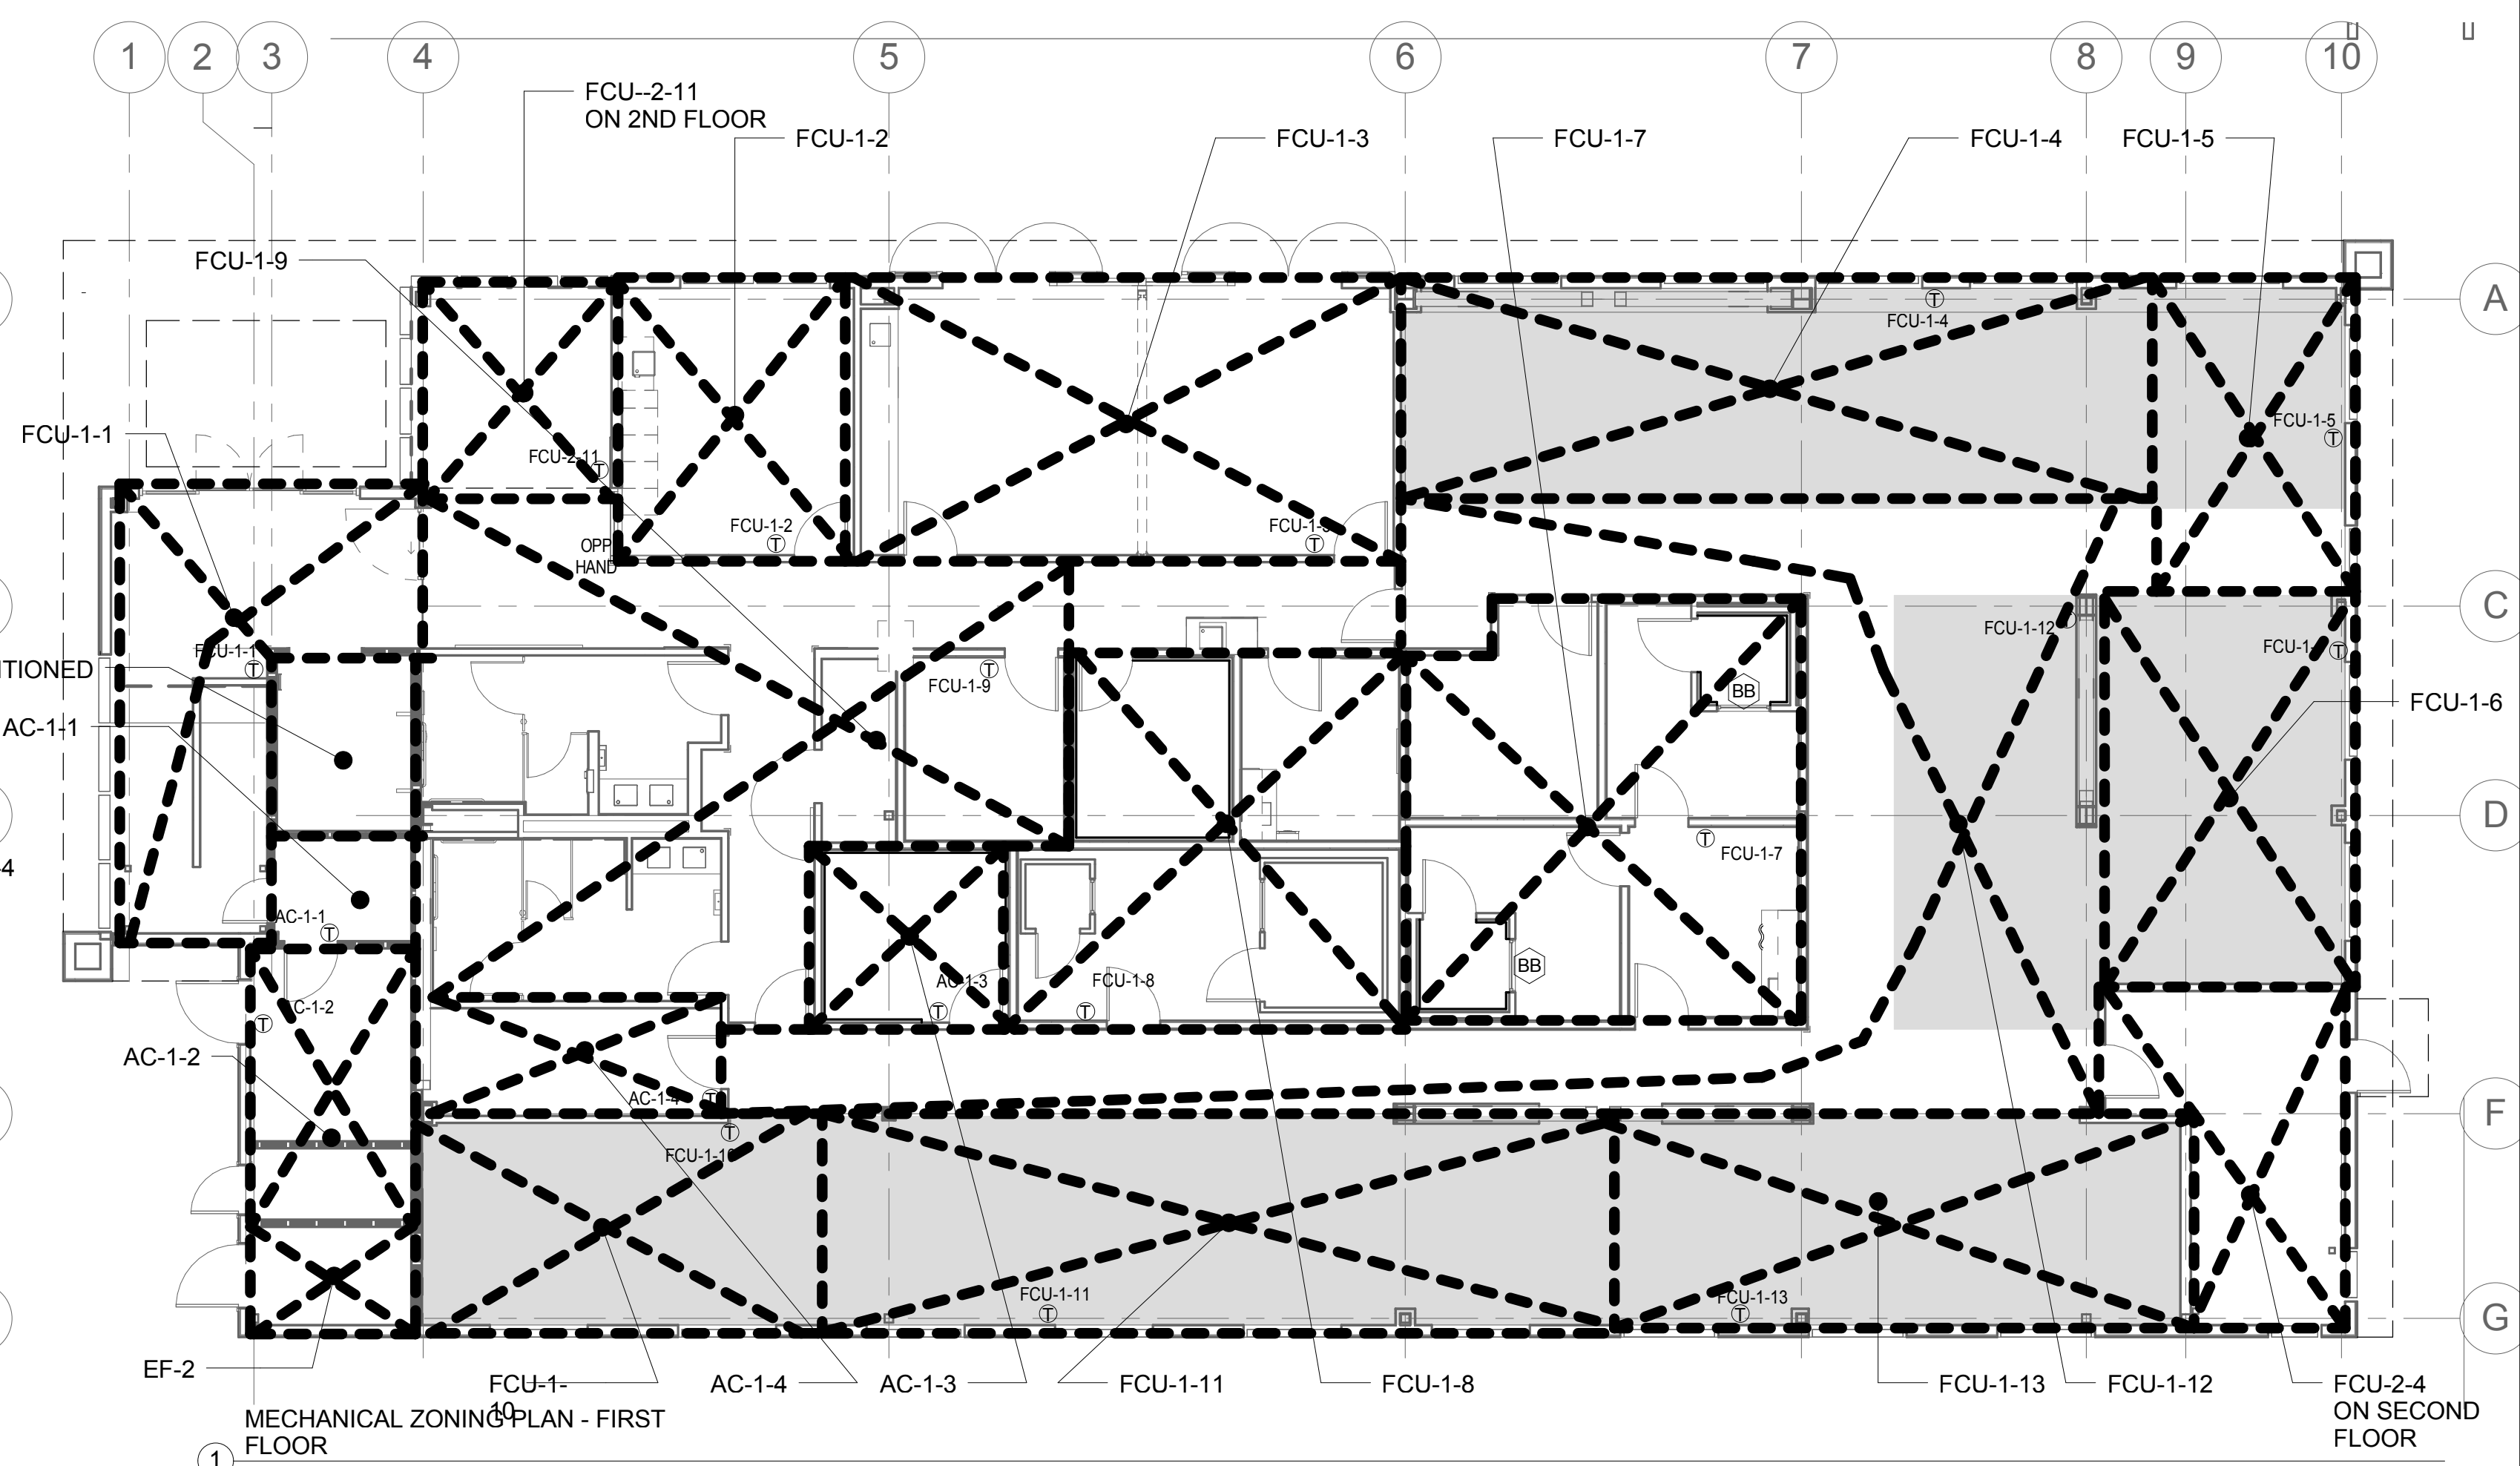 1
2
3
4
5
6
7
8
9
10
FCU--2-11
ON 2ND FLOOR
FCU-1-2
FCU-1-3
FCU-1-7
FCU-1-4
FCU-1-5
FCU-1-9
A
FCU-1-4
FCU-1-1
FCU-1-5
FCU-2-11
FCU-1-2
OPP
HAND
C
FCU-1-12
FCU-1-1
FCU-1-
ITIONED
FCU-1-9
BB
FCU-1-6
AC-1-1
D
FCU-1-7
-4
AC-1-1
BB
AC-1-3
FCU-1-8
C-1-2
AC-1-2
AC-1-4
F
FCU-1-10
FCU-1-11
FCU-1-13
G
EF-2
FCU-1-
10
AC-1-4
AC-1-3
FCU-1-11
FCU-1-8
FCU-1-13
FCU-1-12
FCU-2-4
ON SECOND
FLOOR
MECHANICAL ZONING PLAN - FIRST
FLOOR
1